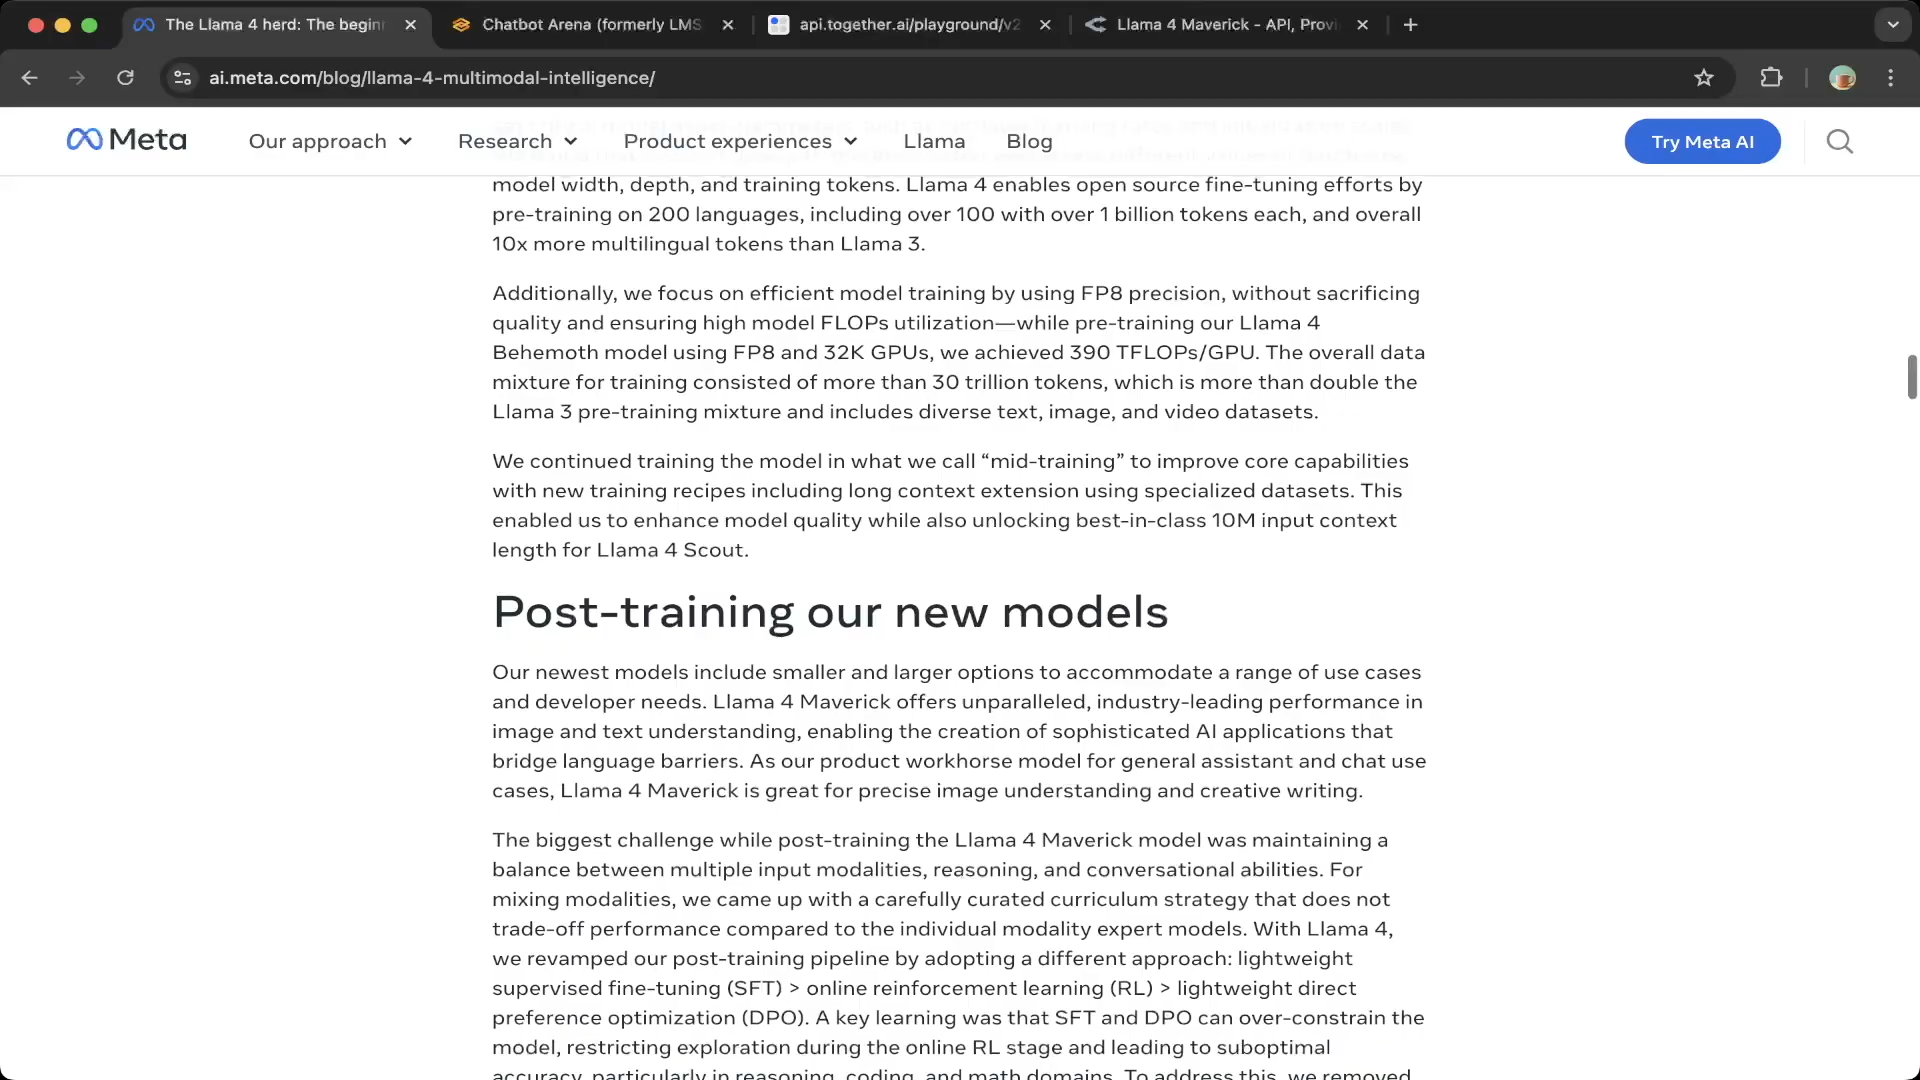 The Llama 4 herd: The begin
Chatbot Arena (formerly LMS
api.together.ai/playground/v2
Llama 4 Maverick - API, Prov
ai.meta.com/blog/llama-4-multimodal-intelligence/
Meta
Our approach
Research
Product experiences
Llama
Blog
Try Meta AI
model width, depth, and training tokens. Llama 4 enables open source fine-tuning efforts by
pre-training on 200 languages, including over 100 with over 1 billion tokens each, and overall
10x more multilingual tokens than Llama 3.
Additionally, we focus on efficient model training by using FP8 precision, without sacrificing
quality and ensuring high model FLOPs utilization—while pre-training our Llama 4
Behemoth model using FP8 and 32K GPUs, we achieved 390 TFLOPs/GPU. The overall data
mixture for training consisted of more than 30 trillion tokens, which is more than double the
Llama 3 pre-training mixture and includes diverse text, image, and video datasets.
We continued training the model in what we call “mid-training” to improve core capabilities
with new training recipes including long context extension using specialized datasets. This
enabled us to enhance model quality while also unlocking best-in-class 10M input context
length for Llama 4 Scout.
Post-training our new models
Our newest models include smaller and larger options to accommodate a range of use cases
and developer needs. Llama 4 Maverick offers unparalleled, industry-leading performance in
image and text understanding, enabling the creation of sophisticated AI applications that
bridge language barriers. As our product workhorse model for general assistant and chat use
cases, Llama 4 Maverick is great for precise image understanding and creative writing.
The biggest challenge while post-training the Llama 4 Maverick model was maintaining a
balance between multiple input modalities, reasoning, and conversational abilities. For
mixing modalities, we came up with a carefully curated curriculum strategy that does not
trade-off performance compared to the individual modality expert models. With Llama 4,
we revamped our post-training pipeline by adopting a different approach: lightweight
supervised fine-tuning (SFT) > online reinforcement learning (RL) > lightweight direct
preference optimization (DPO). A key learning was that SFT and DPO can over-constrain the
model, restricting exploration during the online RL stage and leading to suboptimal
accuracy, particularly in reasoning, coding, and math domains. To address this, we removed